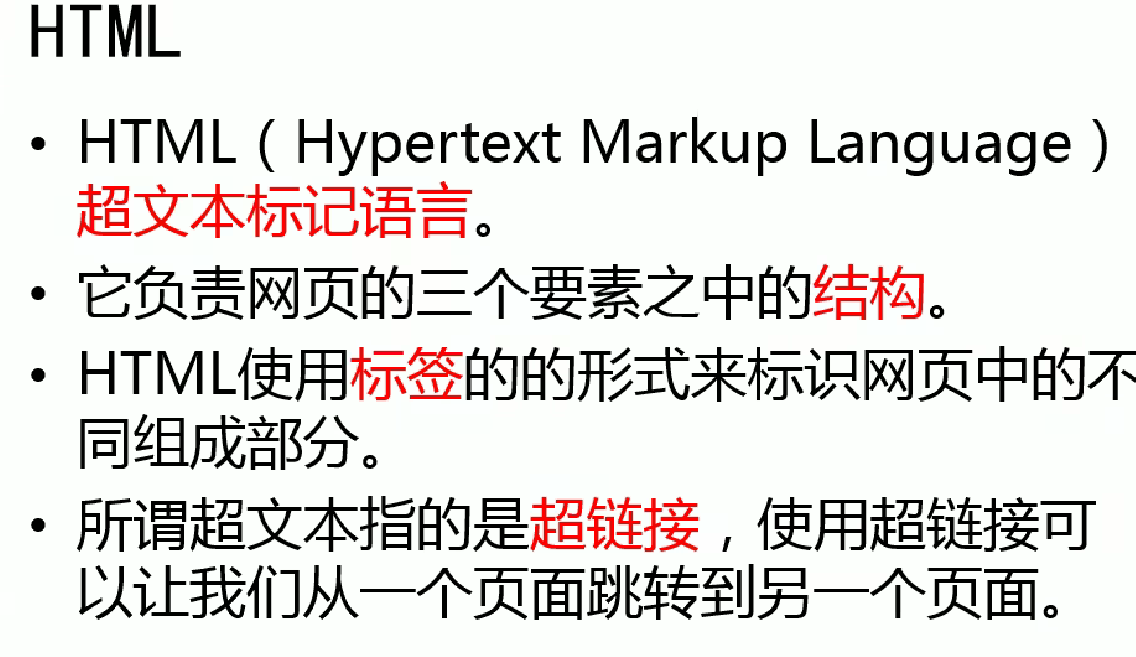 HTML
• HTML（Hypertext Markup Language）
超文本标记语言。
• 它负责网页的三个要素之中的结构。
• HTML使用标签的的形式来标识网页中的不
同组成部分。
• 所谓超文本指的是超链接，使用超链接可
以让我们从一个页面跳转到另一个页面。